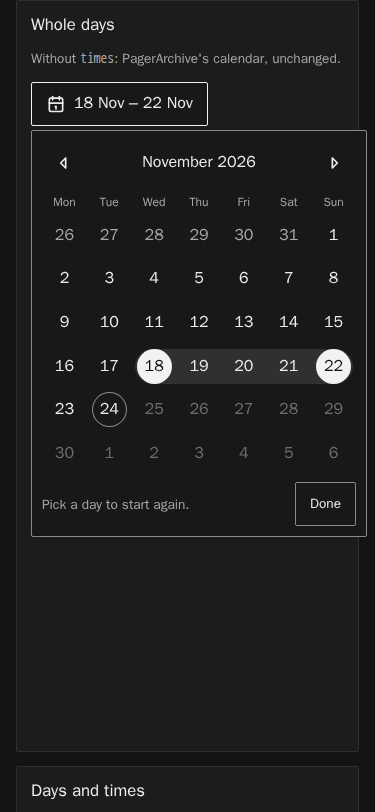 Whole days
Without times: PagerArchive's calendar, unchanged.
18 Nov – 22 Nov
November 2026
Mon Tue Wed Thu Fri Sat Sun
26 27 28 29 30 31 1
2 3 4 5 6 7 8
9 10 11 12 13 14 15
16 17 18 19 20 21 22
23 24 25 26 27 28 29
30 1 2 3 4 5 6
Pick a day to start again. Done
Days and times